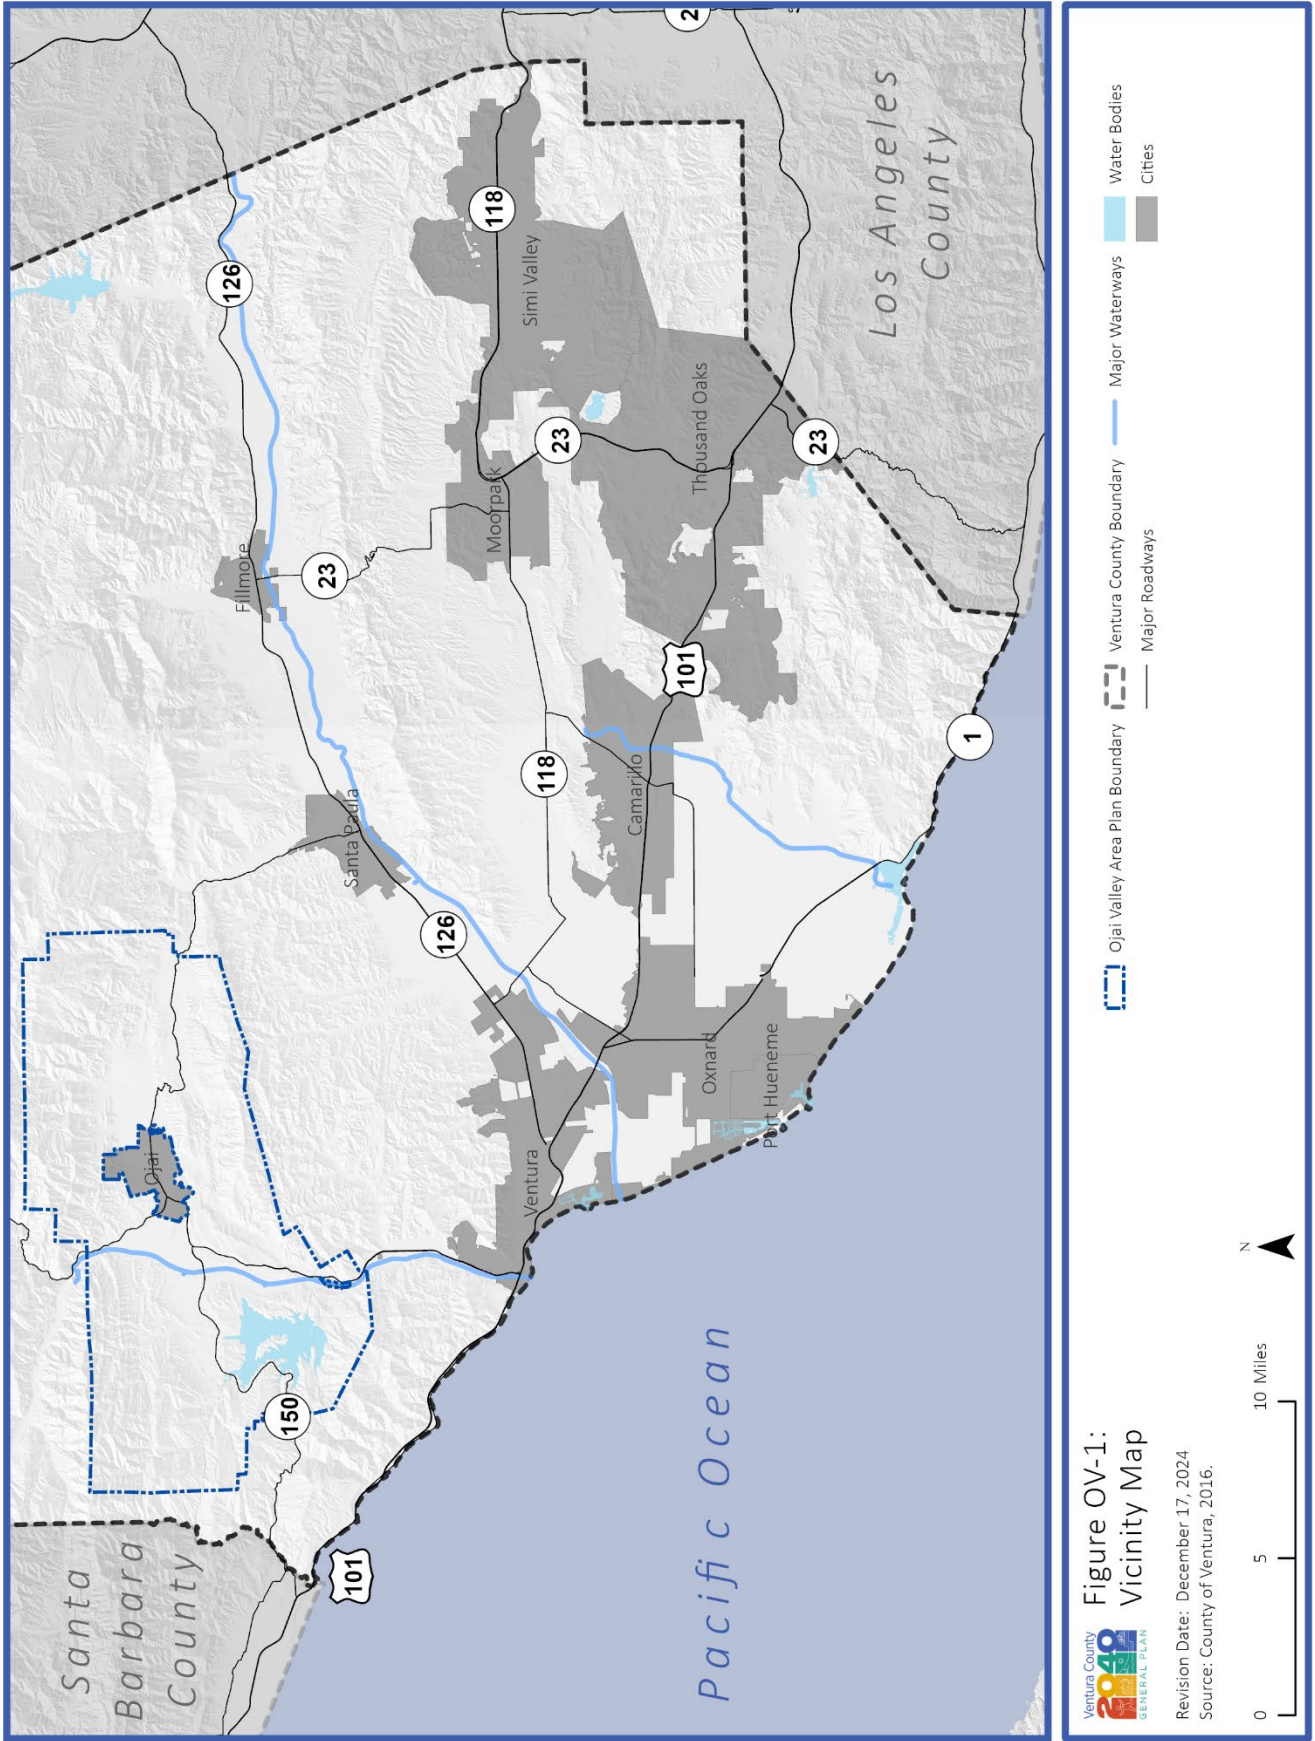 Santa
Barbara
County
Los Angeles
County
Pacific Ocean
Ojai
Santa Paula
Fillmore
Ventura
Oxnard
Port Hueneme
Camarillo
Moorpark
Simi Valley
Thousand Oaks
101
150
126
126
118
118
23
23
23
101
1
2
Ventura County
2040
GENERAL PLAN
Figure OV-1:
Vicinity Map
Revision Date: December 17, 2024
Source: County of Ventura, 2016.
0 5 10 Miles
N
Ojai Valley Area Plan Boundary
Ventura County Boundary
Major Waterways
Water Bodies
Major Roadways
Cities